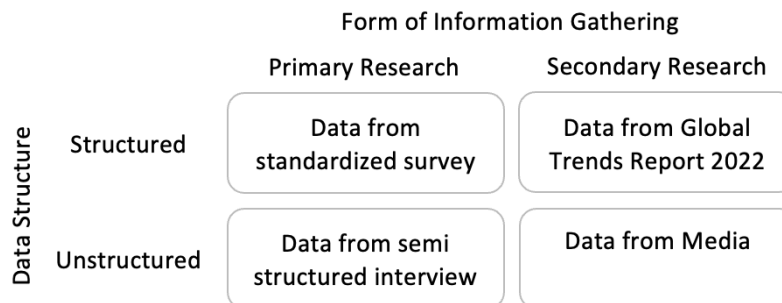 Form of Information Gathering
Primary Research
Secondary Research
Data Structure
Structured
Data from
standardized survey
Data from Global
Trends Report 2022
Unstructured
Data from semi
structured interview
Data from Media